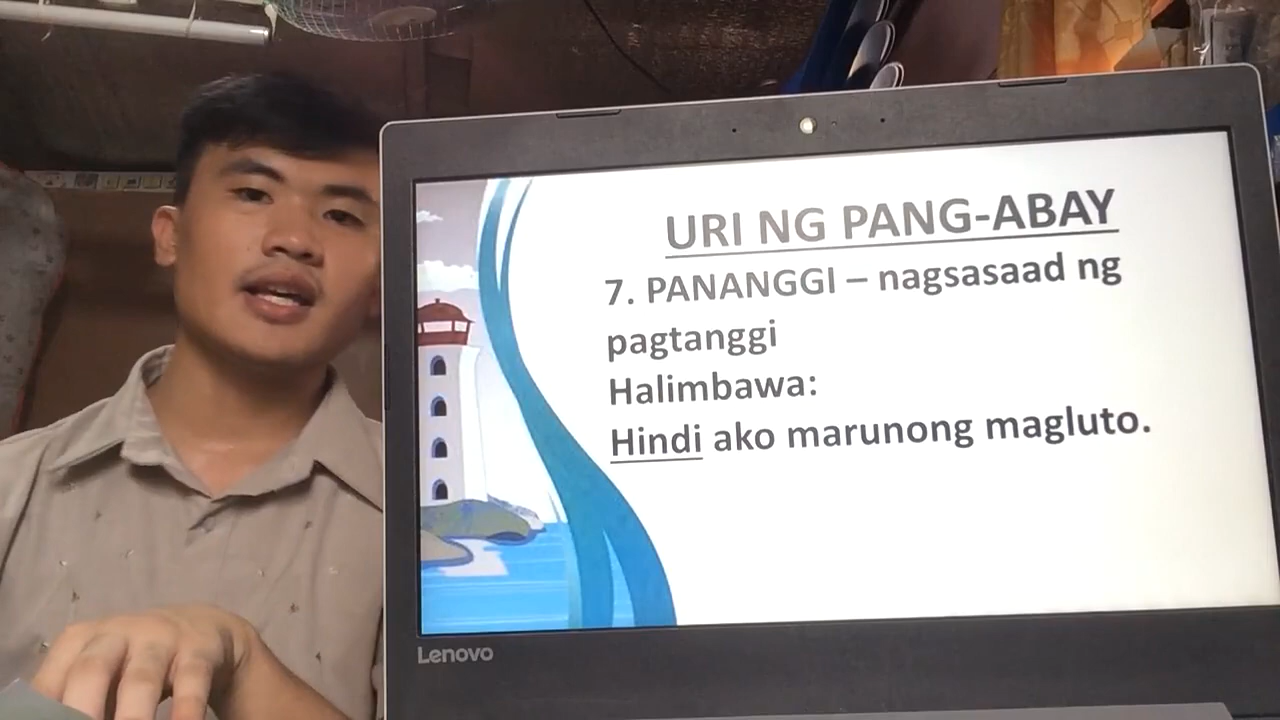 URI NG PANG-ABAY
7. PANANGGI – nagsasaad ng
pagtanggi
Halimbawa:
Hindi ako marunong magluto.
Lenovo